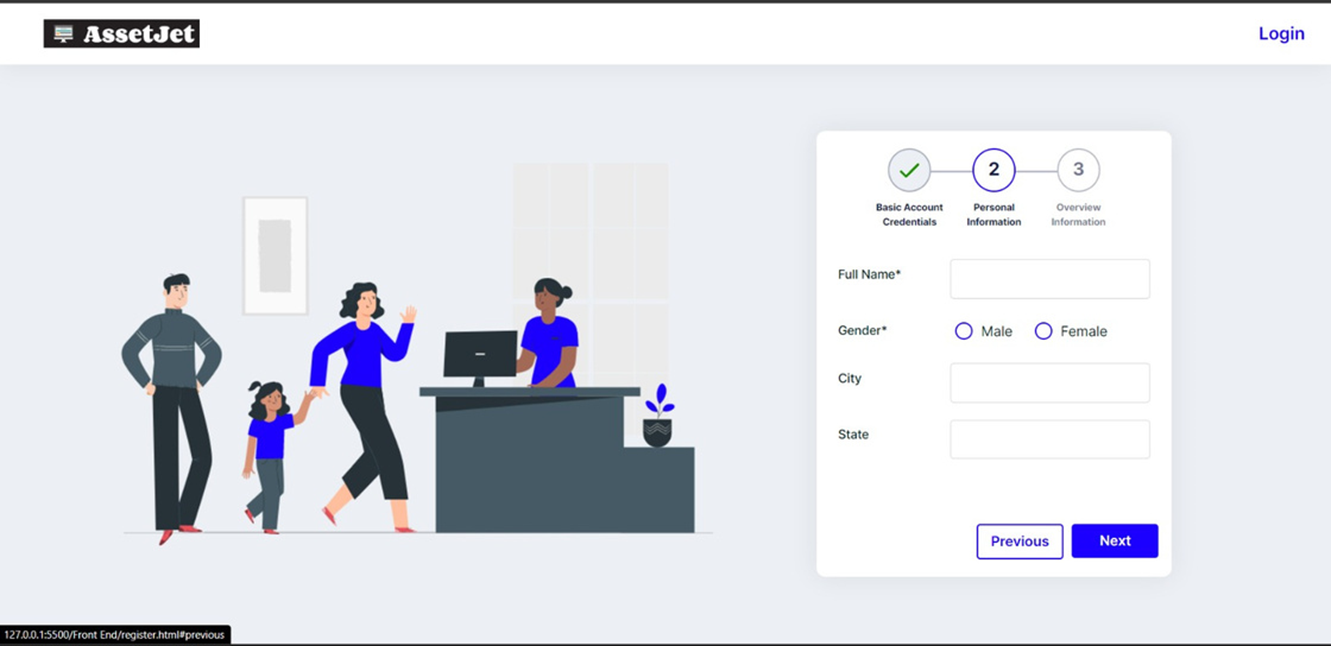 AssetJet
Login
2
3
Basic Account
Credentials
Personal
Information
Overview
Information
Full Name*
Gender*
Male
Female
City
State
Previous
Next
127.0.0.1:5500/Front End/register.html#previous